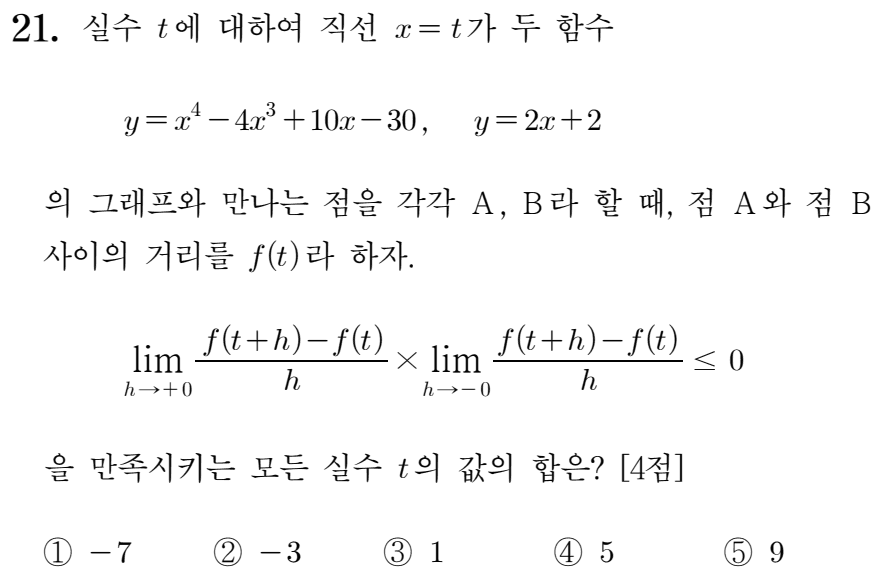 21. 실수 t에 대하여 직선 x=t가 두 함수
y=x⁴-4x³+10x-30, y=2x+2
의 그래프와 만나는 점을 각각 A, B라 할 때, 점 A와 점 B
사이의 거리를 f(t)라 하자.
lim_{h→+0} \frac{f(t+h)-f(t)}{h} × lim_{h→-0} \frac{f(t+h)-f(t)}{h} ≤ 0
을 만족시키는 모든 실수 t의 값의 합은? [4점]
① -7 ② -3 ③ 1 ④ 5 ⑤ 9